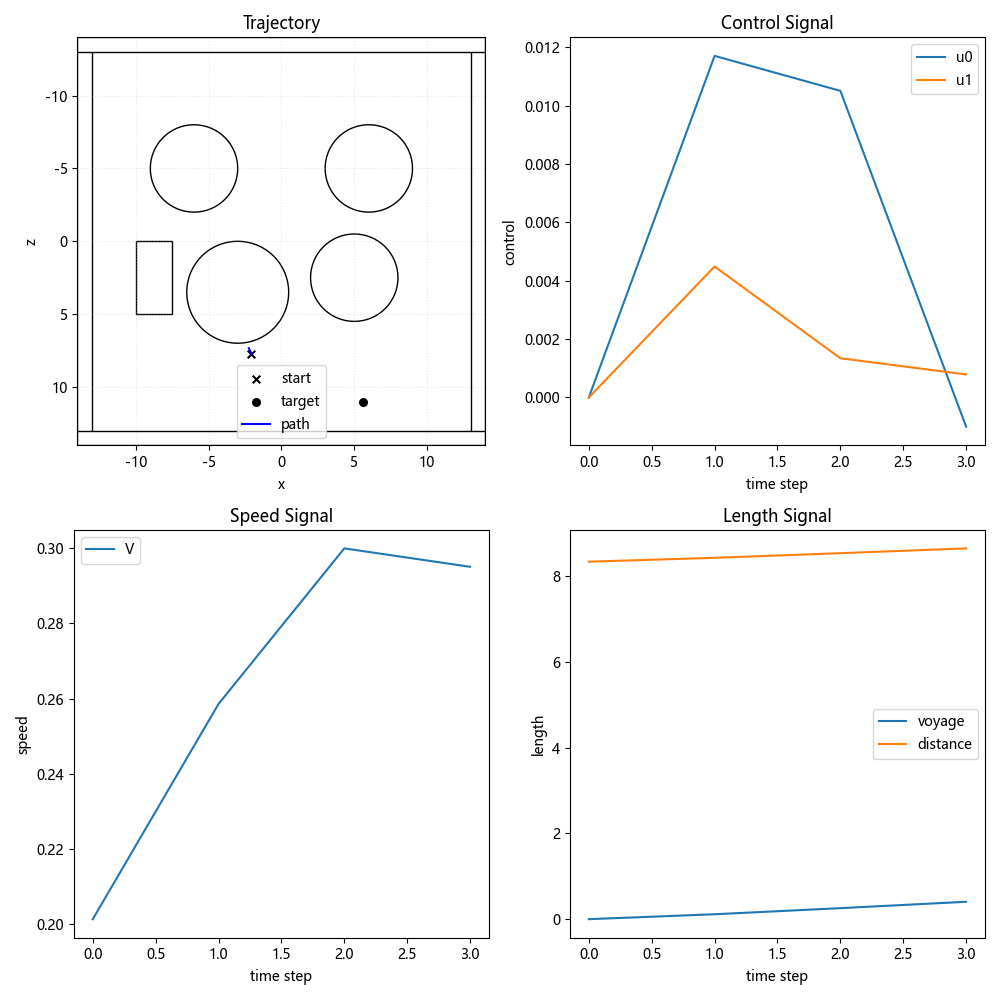 Trajectory
-10
-5
0
5
10
z
-10 -5 0 5 10
x
start
target
path
Control Signal
0.012
0.010
0.008
0.006
0.004
0.002
0.000
control
u0
u1
0.0 0.5 1.0 1.5 2.0 2.5 3.0
time step
Speed Signal
0.30
0.28
0.26
0.24
0.22
0.20
speed
V
0.0 0.5 1.0 1.5 2.0 2.5 3.0
time step
Length Signal
8
6
4
2
0
length
voyage
distance
0.0 0.5 1.0 1.5 2.0 2.5 3.0
time step